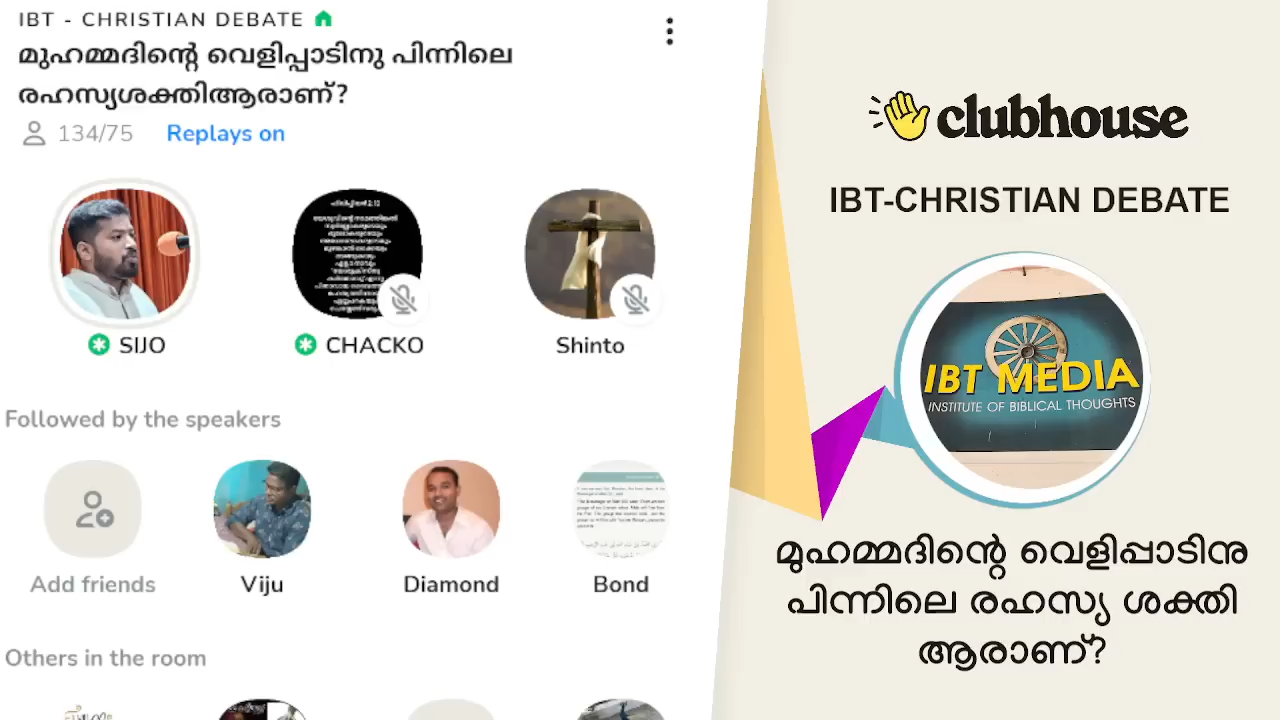 IBT - CHRISTIAN DEBATE
മുഹമ്മദിന്റെ വെളിപ്പാടിനു പിന്നിലെ
രഹസ്യശക്തിആരാണ്?
134/75 Replays on
SIJO
CHACKO
Shinto
Followed by the speakers
Add friends
Viju
Diamond
Bond
Others in the room
clubhouse
IBT-CHRISTIAN DEBATE
IBT MEDIA
INSTITUTE OF BIBLICAL THOUGHTS
മുഹമ്മദിന്റെ വെളിപ്പാടിനു
പിന്നിലെ രഹസ്യ ശക്തി
ആരാണ്?